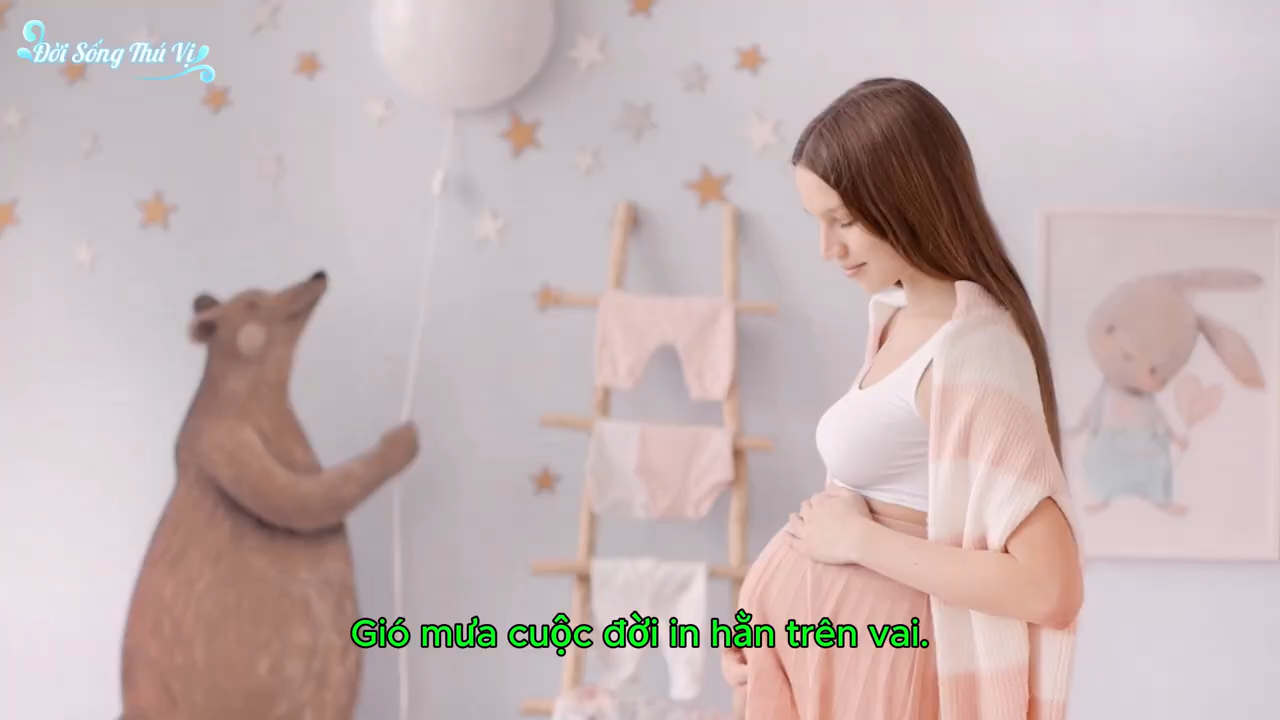 Đời Sống Thú Vị
Gió mưa cuộc đời in hằn trên vai.